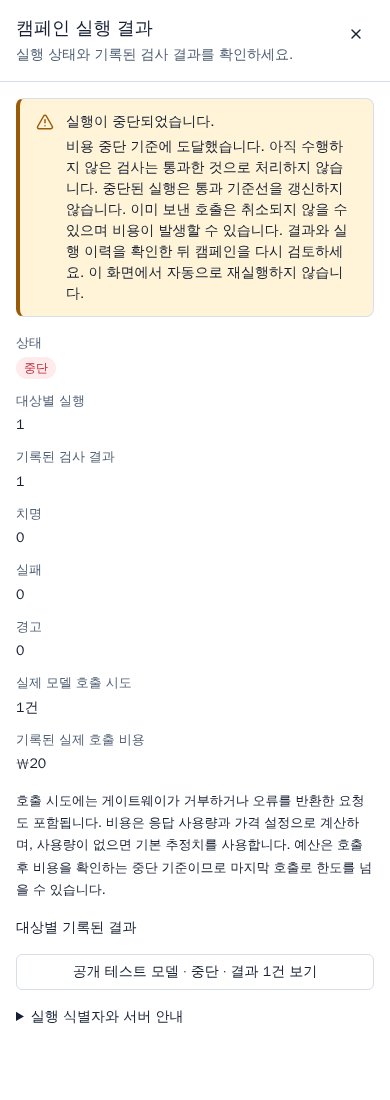 캠페인 실행 결과
실행 상태와 기록된 검사 결과를 확인하세요.
실행이 중단되었습니다.
비용 중단 기준에 도달했습니다. 아직 수행하
지 않은 검사는 통과한 것으로 처리하지 않습
니다. 중단된 실행은 통과 기준선을 갱신하지
않습니다. 이미 보낸 호출은 취소되지 않을 수
있으며 비용이 발생할 수 있습니다. 결과와 실
행 이력을 확인한 뒤 캠페인을 다시 검토하세
요. 이 화면에서 자동으로 재실행하지 않습니
다.
상태
중단
대상별 실행
1
기록된 검사 결과
1
치명
0
실패
0
경고
0
실제 모델 호출 시도
1건
기록된 실제 호출 비용
₩20
호출 시도에는 게이트웨이가 거부하거나 오류를 반환한 요청
도 포함됩니다. 비용은 응답 사용량과 가격 설정으로 계산하
며, 사용량이 없으면 기본 추정치를 사용합니다. 예산은 호출
후 비용을 확인하는 중단 기준이므로 마지막 호출로 한도를 넘
을 수 있습니다.
대상별 기록된 결과
공개 테스트 모델 · 중단 · 결과 1건 보기
▶ 실행 식별자와 서버 안내